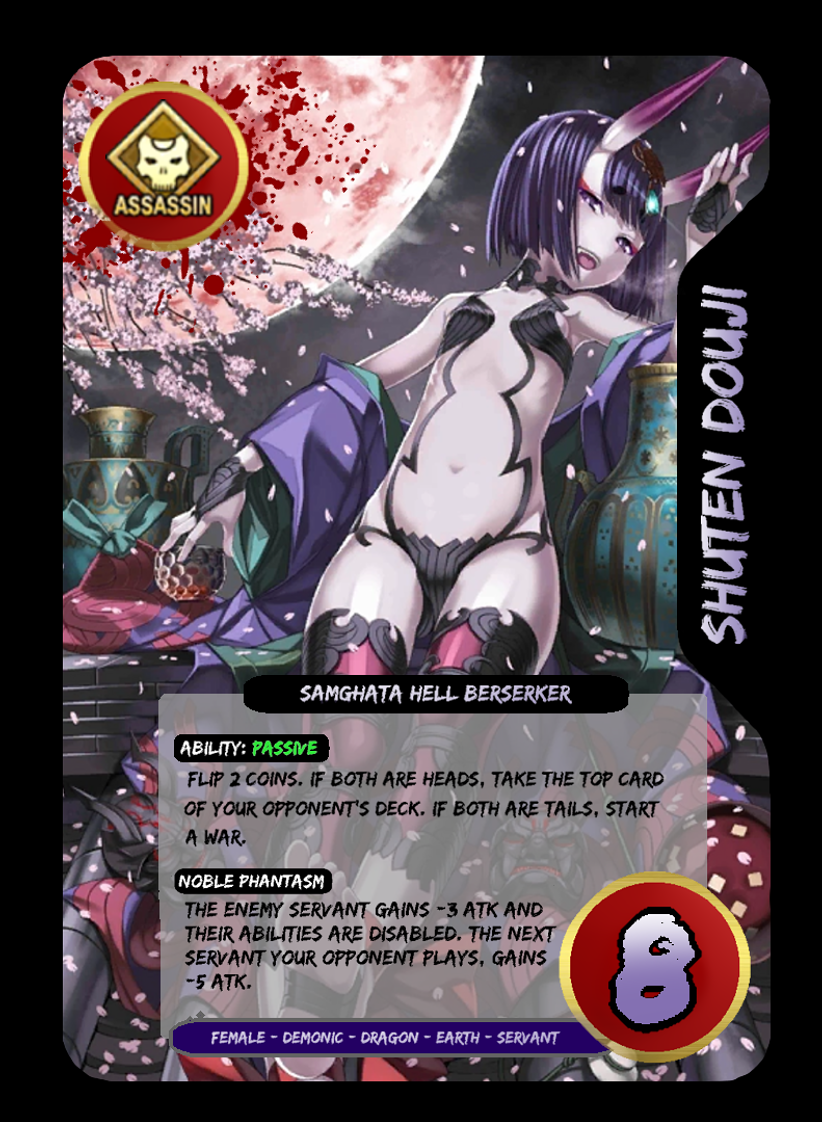 ASSASSIN
SHUTEN DOUJI
SAMGHATA HELL BERSERKER
ABILITY: PASSIVE
FLIP 2 COINS. IF BOTH ARE HEADS, TAKE THE TOP CARD
OF YOUR OPPONENT'S DECK. IF BOTH ARE TAILS, START
A WAR.
NOBLE PHANTASM
THE ENEMY SERVANT GAINS -3 ATK AND
THEIR ABILITIES ARE DISABLED. THE NEXT
SERVANT YOUR OPPONENT PLAYS, GAINS
-5 ATK.
8
FEMALE - DEMONIC - DRAGON - EARTH - SERVANT